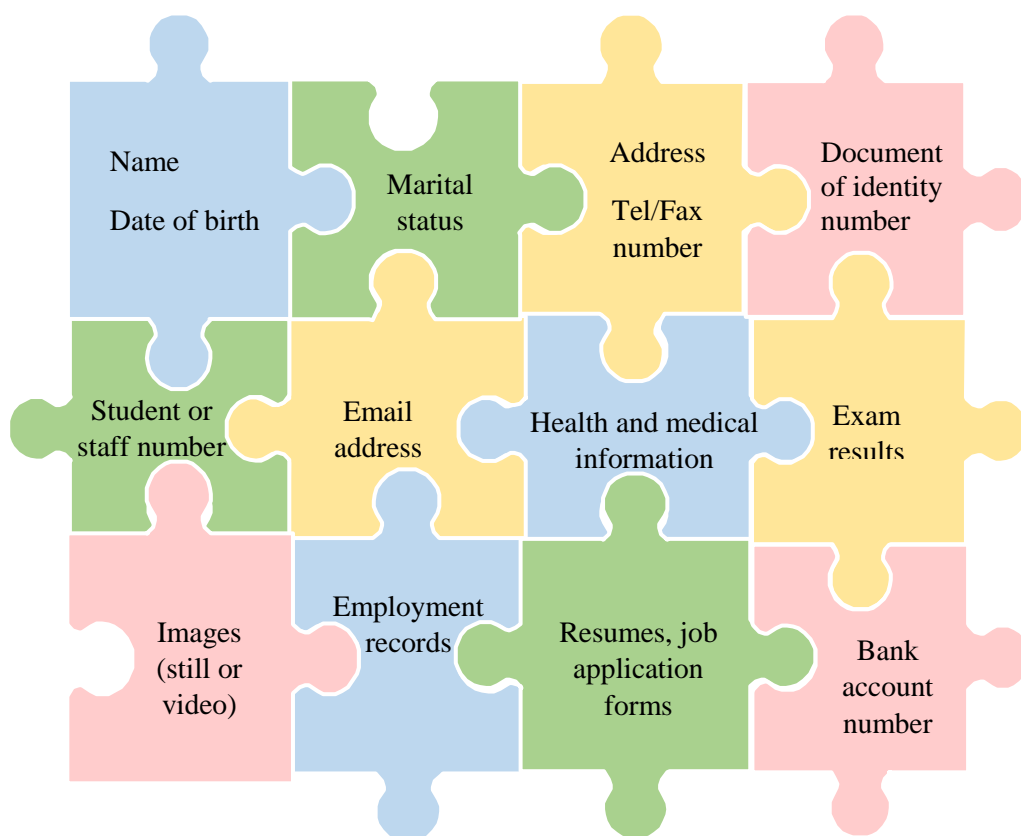 Name
Date of birth
Marital
status
Address
Tel/Fax
number
Document
of identity
number
Student or
staff number
Email
address
Health and medical
information
Exam
results
Images
(still or
video)
Employment
records
Resumes, job
application
forms
Bank
account
number